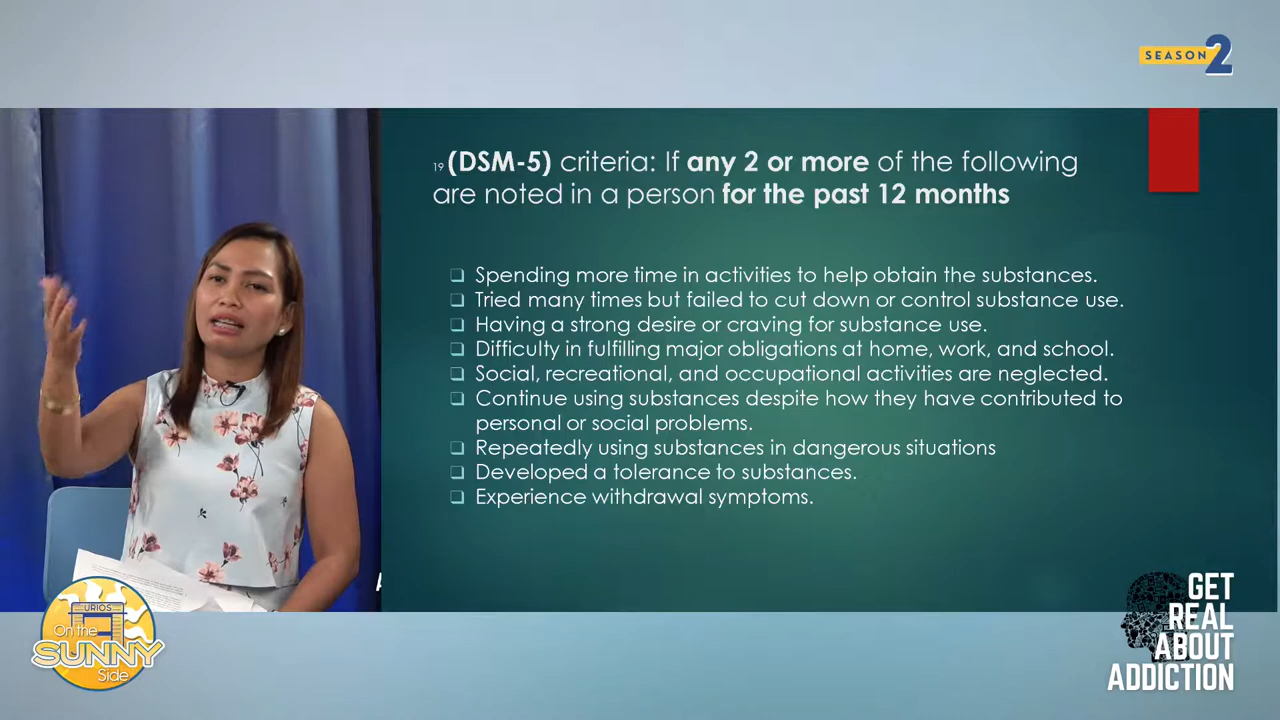 SEASON 2
19 (DSM-5) criteria: If any 2 or more of the following
are noted in a person for the past 12 months
❑ Spending more time in activities to help obtain the substances.
❑ Tried many times but failed to cut down or control substance use.
❑ Having a strong desire or craving for substance use.
❑ Difficulty in fulfilling major obligations at home, work, and school.
❑ Social, recreational, and occupational activities are neglected.
❑ Continue using substances despite how they have contributed to
personal or social problems.
❑ Repeatedly using substances in dangerous situations
❑ Developed a tolerance to substances.
❑ Experience withdrawal symptoms.
URIOS
On the
SUNNY
Side
GET
REAL
ABOUT
ADDICTION